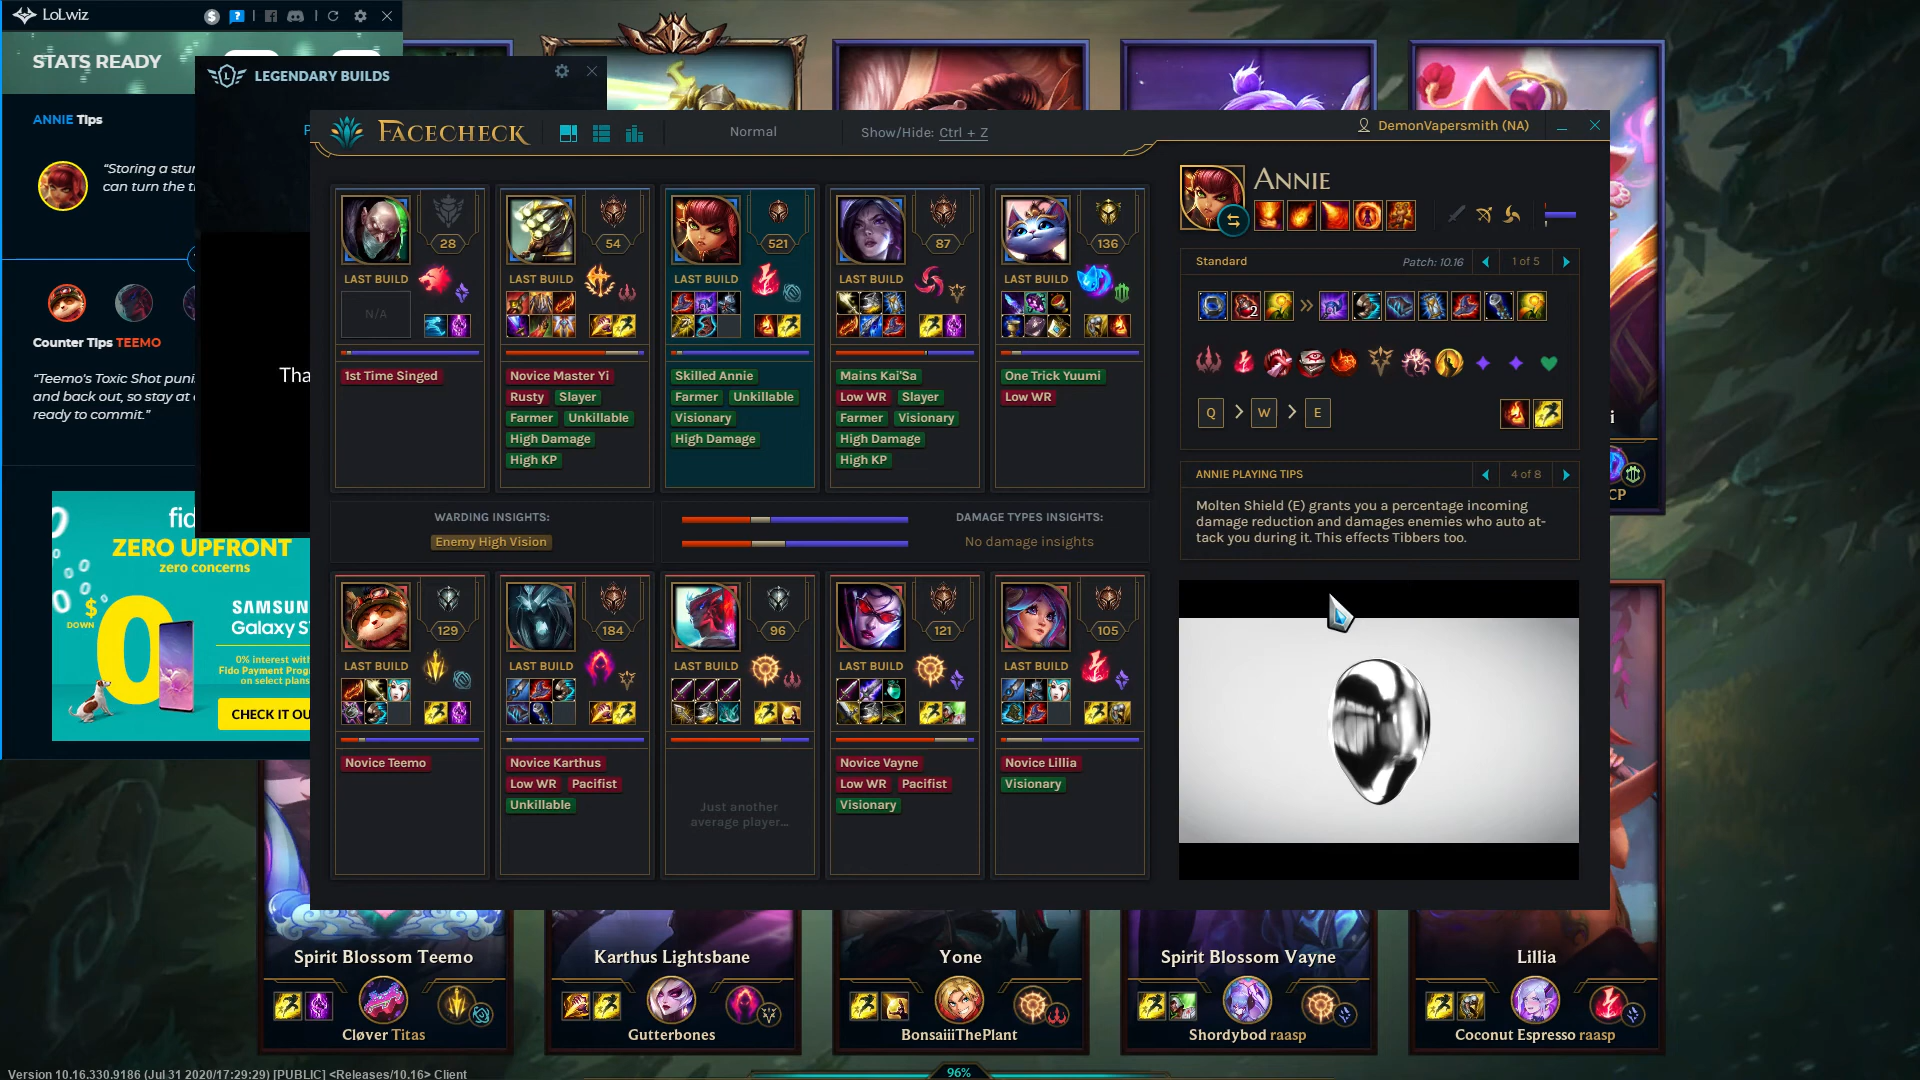 LoLwiz
STATS READY
LEGENDARY BUILDS
ANNIE Tips
"Storing a stu
can turn the t
Counter Tips TEEMO
"Teemo's Toxic Shot puni
and back out, so stay at
ready to commit."
Tha
fid
ZERO UPFRONT
zero concerns
$
DOWN
0
SAMSUN
Galaxy S
0% interest with
Fido Payment Prog
on select plans
CHECK IT OU
FACECHECK
Normal
Show/Hide: Ctrl + Z
DemonVapersmith (NA)
28
LAST BUILD
N/A
1st Time Singed
54
LAST BUILD
Novice Master Yi
Rusty Slayer
Farmer Unkillable
High Damage
High KP
521
LAST BUILD
Skilled Annie
Farmer Unkillable
Visionary
High Damage
87
LAST BUILD
Mains Kai'Sa
Low WR Slayer
Farmer Visionary
High Damage
High KP
136
LAST BUILD
One Trick Yuumi
Low WR
WARDING INSIGHTS:
Enemy High Vision
DAMAGE TYPES INSIGHTS:
No damage insights
129
LAST BUILD
Novice Teemo
184
LAST BUILD
Novice Karthus
Low WR Pacifist
Unkillable
96
LAST BUILD
Just another
average player...
121
LAST BUILD
Novice Vayne
Low WR Pacifist
Visionary
105
LAST BUILD
Novice Lillia
Visionary
ANNIE
Standard
Patch: 10.16
1 of 5
2
Q > W > E
ANNIE PLAYING TIPS
4 of 8
Molten Shield (E) grants you a percentage incoming
damage reduction and damages enemies who auto at-
tack you during it. This effects Tibbers too.
i
CP
Spirit Blossom Teemo
Cløver Titas
Karthus Lightsbane
Gutterbones
Yone
BonsaiiiThePlant
Spirit Blossom Vayne
Shordybod raasp
Lillia
Coconut Espresso raasp
Version 10.16.330.9186 (Jul 31 2020/17:29:29) [PUBLIC] <Releases/10.16> Client
96%